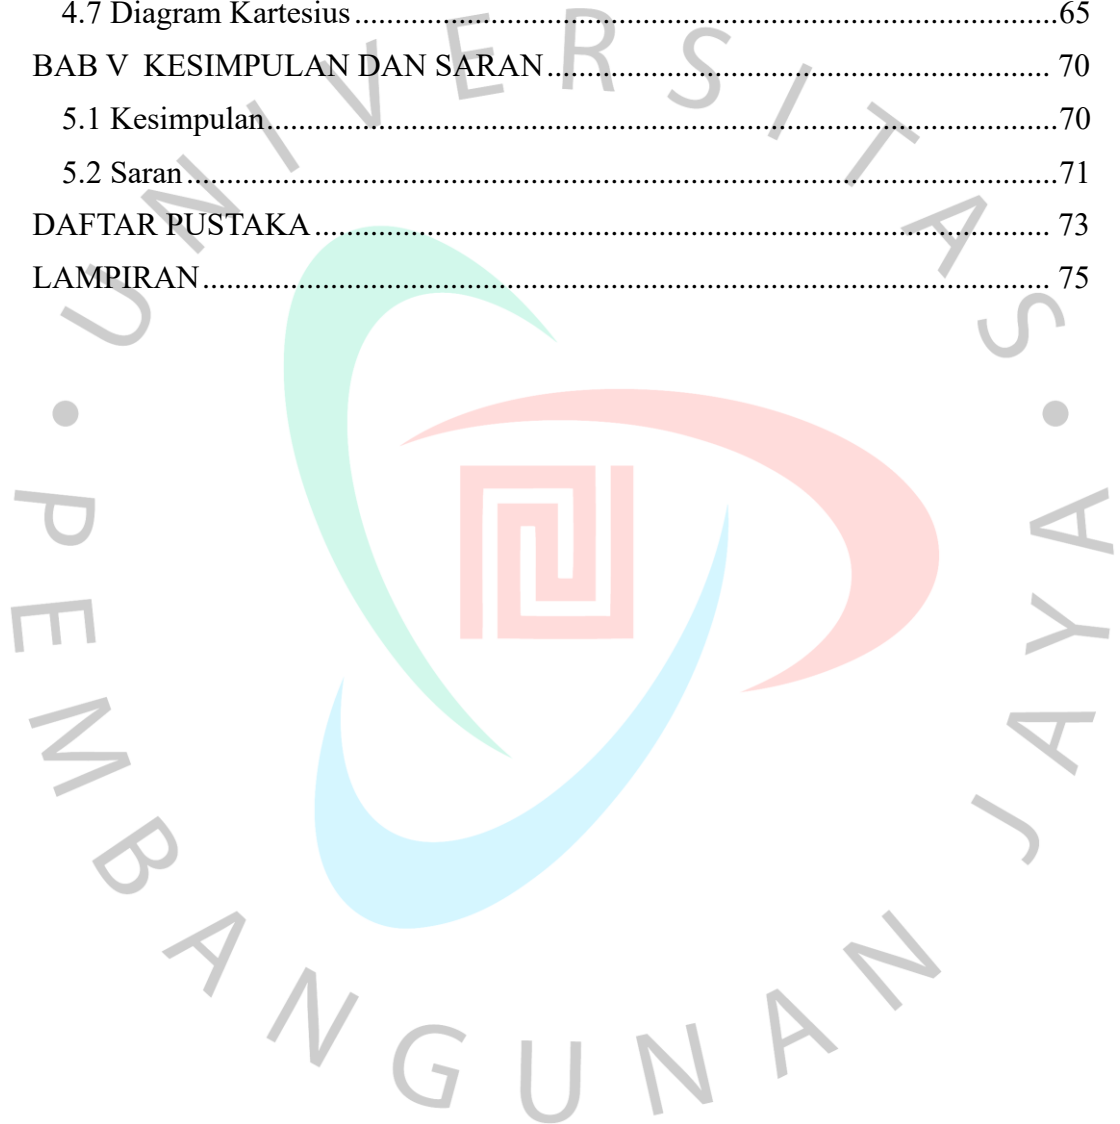 4.7 Diagram Kartesius....................................................................................65
BAB V  KESIMPULAN DAN SARAN............................................................... 70
5.1 Kesimpulan..............................................................................................70
5.2 Saran........................................................................................................71
DAFTAR PUSTAKA............................................................................................ 73
LAMPIRAN......................................................................................................... 75
UNIVERSITAS • PEMBANGUNAN JAYA •